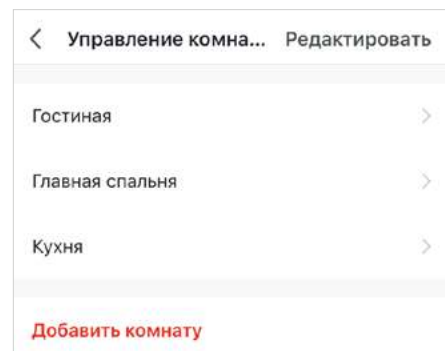 Управление комна... Редактировать
Гостиная
Главная спальня
Кухня
Добавить комнату